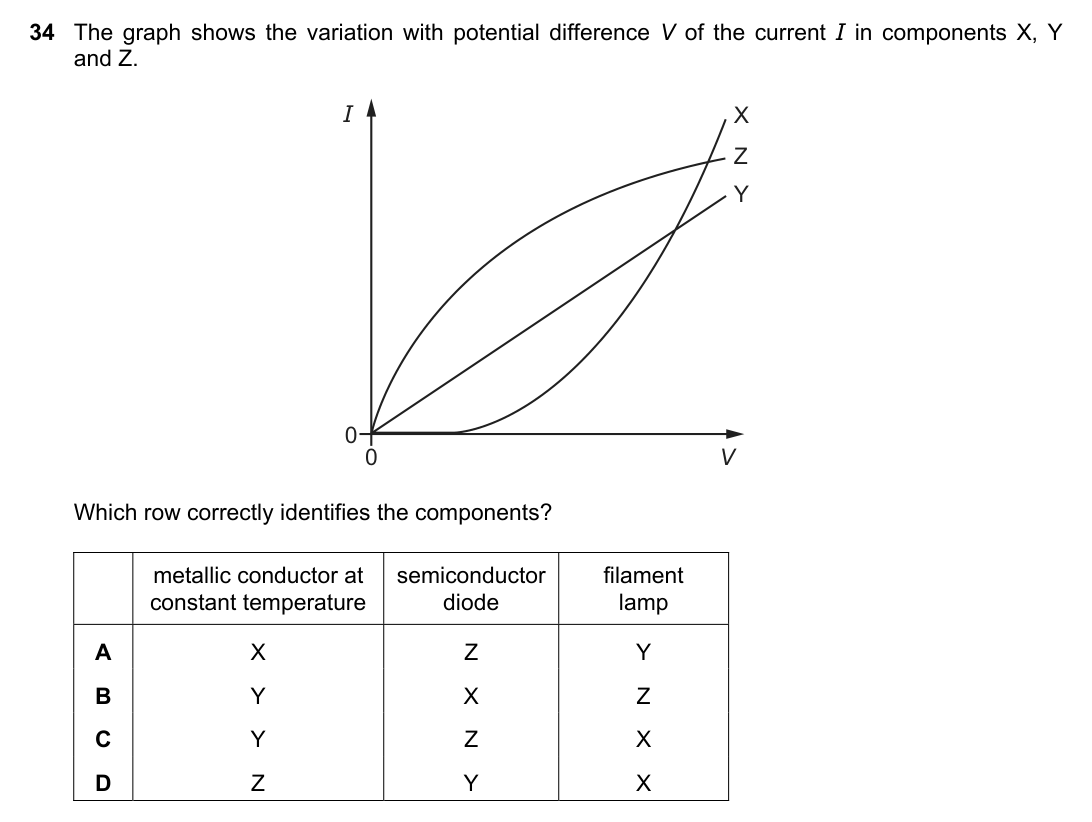 34 The graph shows the variation with potential difference V of the current I in components X, Y
and Z.
I
X
Z
Y
0
0
V
Which row correctly identifies the components?
metallic conductor at constant temperature semiconductor diode filament lamp
A X Z Y
B Y X Z
C Y Z X
D Z Y X